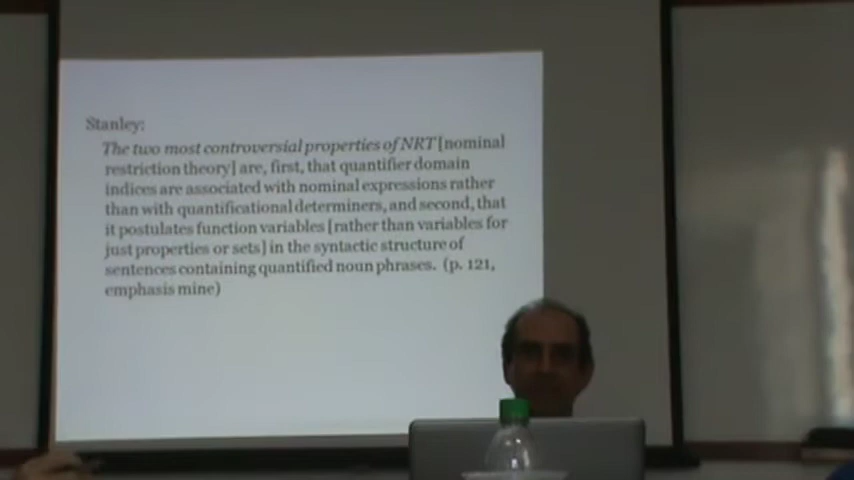 Stanley:
The two most controversial properties of NRT [nominal
restriction theory] are, first, that quantifier domain
indices are associated with nominal expressions rather
than with quantificational determiners, and second, that
it postulates function variables [rather than variables for
just properties or sets] in the syntactic structure of
sentences containing quantified noun phrases. (p. 121,
emphasis mine)